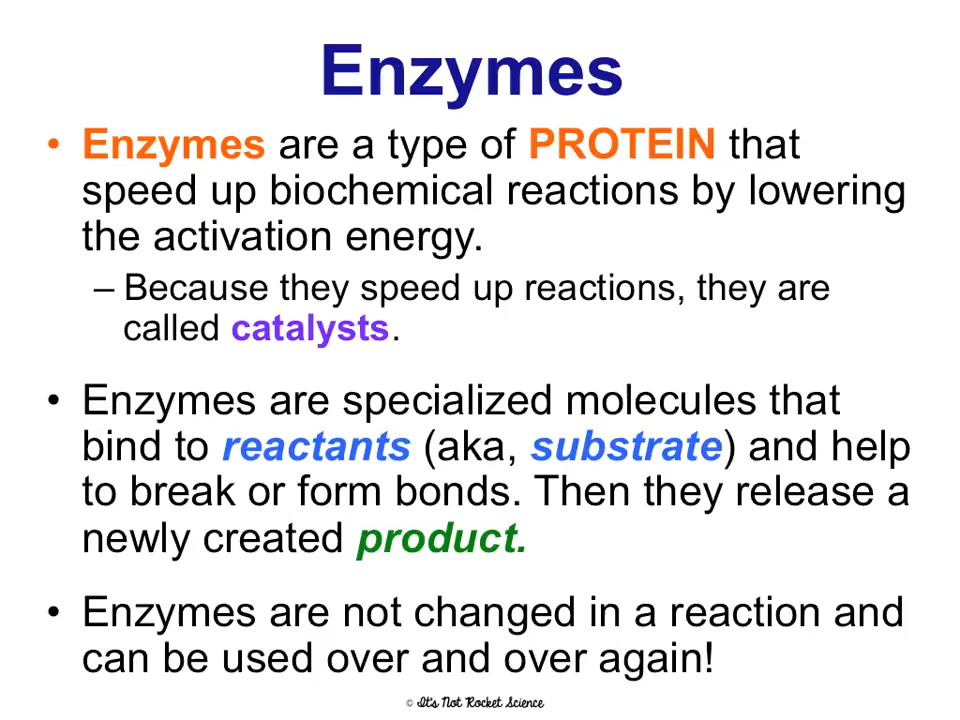 Enzymes
• Enzymes are a type of PROTEIN that
speed up biochemical reactions by lowering
the activation energy.
– Because they speed up reactions, they are
called catalysts.
• Enzymes are specialized molecules that
bind to reactants (aka, substrate) and help
to break or form bonds. Then they release a
newly created product.
• Enzymes are not changed in a reaction and
can be used over and over again!
© It's Not Rocket Science